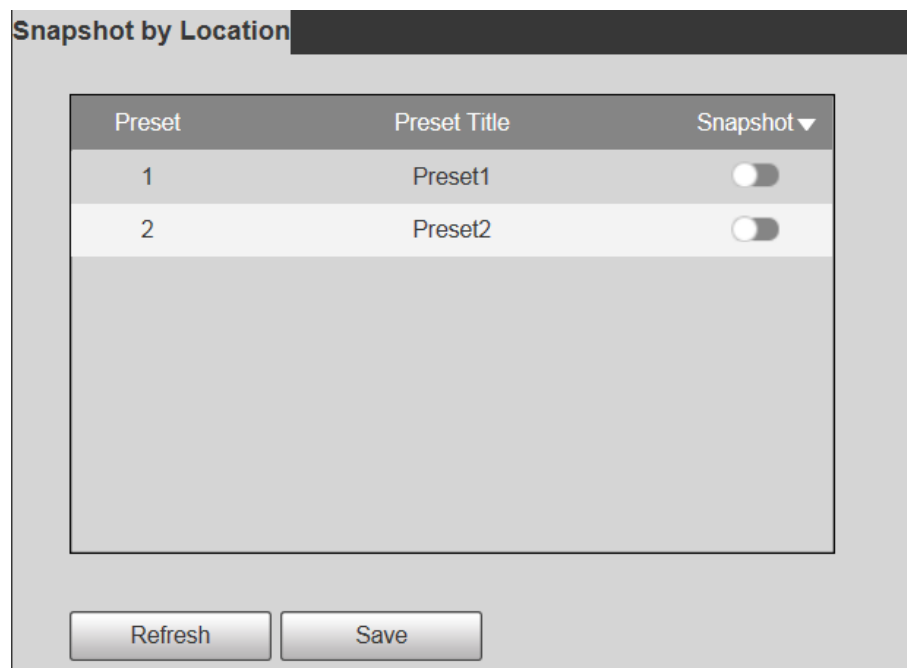 Snapshot by Location
Preset Preset Title Snapshot
1 Preset1
2 Preset2
Refresh Save